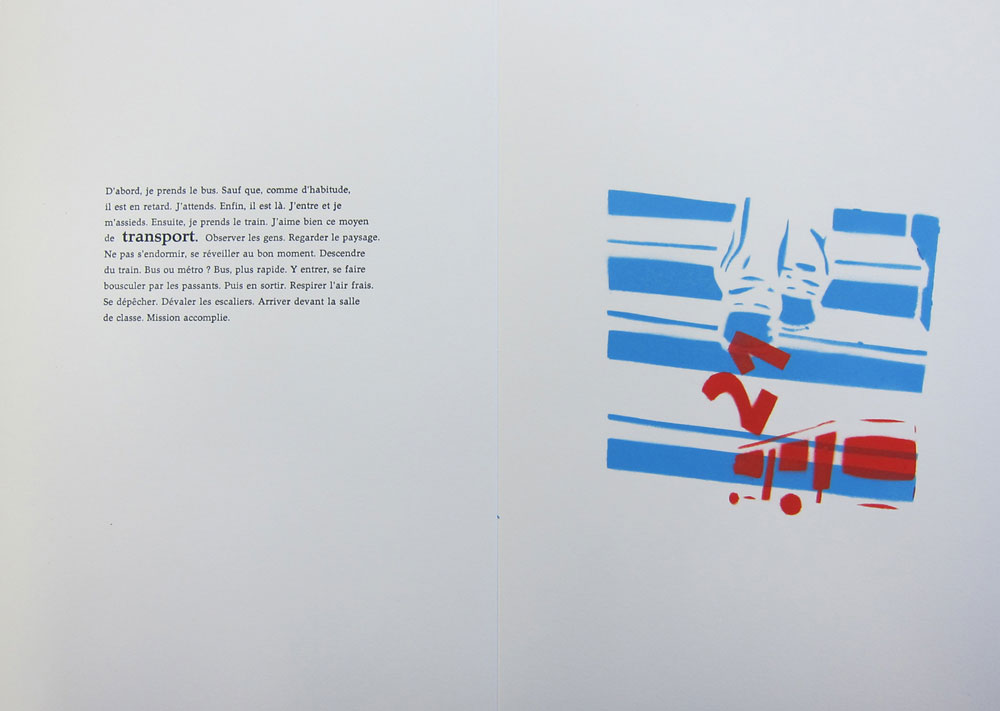 D'abord, je prends le bus. Sauf que, comme d'habitude,
il est en retard. J'attends. Enfin, il est là. J'entre et je
m'assieds. Ensuite, je prends le train. J'aime bien ce moyen
de transport. Observer les gens. Regarder le paysage.
Ne pas s'endormir, se réveiller au bon moment. Descendre
du train. Bus ou métro ? Bus, plus rapide. Y entrer, se faire
bousculer par les passants. Puis en sortir. Respirer l'air frais.
Se dépêcher. Dévaler les escaliers. Arriver devant la salle
de classe. Mission accomplie.
21